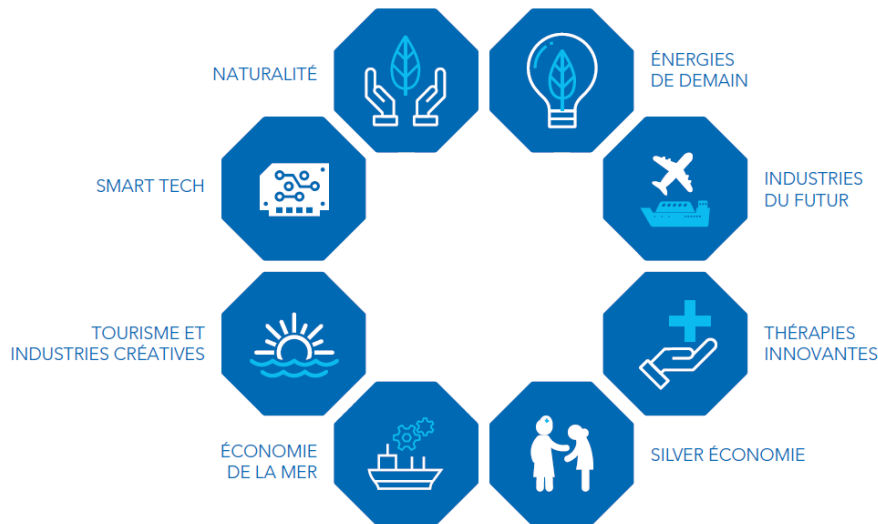 NATURALITÉ
ÉNERGIES
DE DEMAIN
SMART TECH
INDUSTRIES
DU FUTUR
TOURISME ET
INDUSTRIES CRÉATIVES
THÉRAPIES
INNOVANTES
ÉCONOMIE
DE LA MER
SILVER ÉCONOMIE